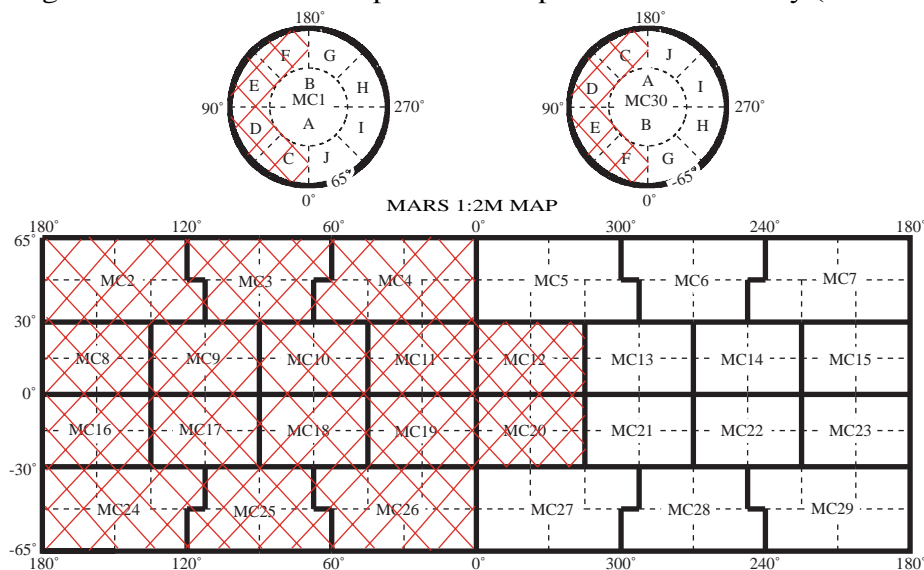 180° 180°
F G C J
E B H D A I
90° MC1 270° 90° MC30 270°
D A I E B H
C J F G
65° -65°
0° 0°
MARS 1:2M MAP
180° 120° 60° 0° 300° 240° 180°
65°
MC2 MC3 MC4 MC5 MC6 MC7
30°
MC8 MC9 MC10 MC11 MC12 MC13 MC14 MC15
0°
MC16 MC17 MC18 MC19 MC20 MC21 MC22 MC23
-30°
MC24 MC25 MC26 MC27 MC28 MC29
-65°
180° 120° 60° 0° 300° 240° 180°